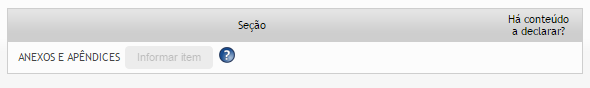 Seção
Há conteúdo
a declarar?
ANEXOS E APÊNDICES Informar item ?